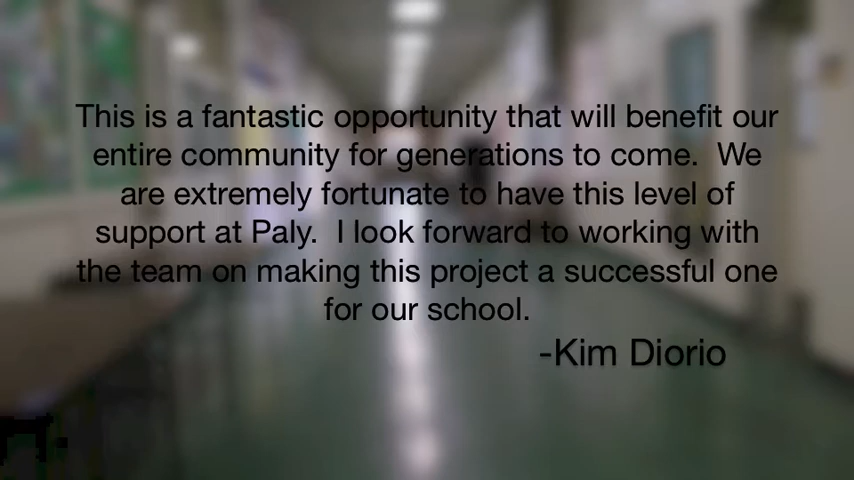 This is a fantastic opportunity that will benefit our
entire community for generations to come.  We
are extremely fortunate to have this level of
support at Paly.  I look forward to working with
the team on making this project a successful one
for our school.
-Kim Diorio